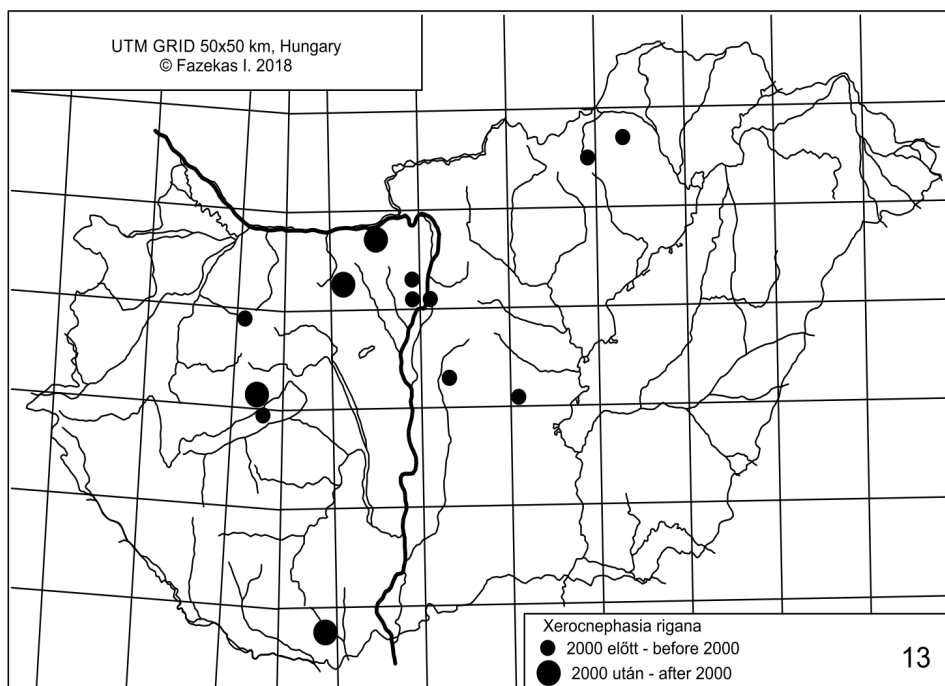 UTM GRID 50x50 km, Hungary
© Fazekas I. 2018
Xerocnephasia rigana
2000 előtt - before 2000
2000 után - after 2000
13